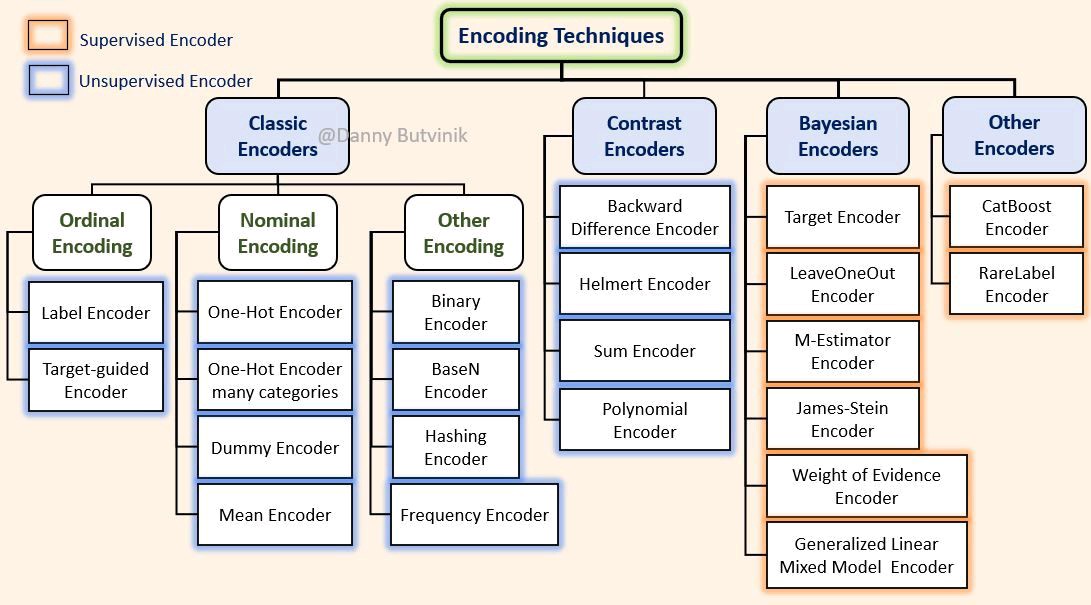 Encoding Techniques
Supervised Encoder
Unsupervised Encoder
Classic
Encoders
@Danny Butvinik
Contrast
Encoders
Bayesian
Encoders
Other
Encoders
Ordinal
Encoding
Label Encoder
Target-guided
Encoder
Nominal
Encoding
One-Hot Encoder
One-Hot Encoder
many categories
Dummy Encoder
Mean Encoder
Other
Encoding
Binary
Encoder
BaseN
Encoder
Hashing
Encoder
Frequency Encoder
Backward
Difference Encoder
Helmert Encoder
Sum Encoder
Polynomial
Encoder
Target Encoder
LeaveOneOut
Encoder
M-Estimator
Encoder
James-Stein
Encoder
Weight of Evidence
Encoder
Generalized Linear
Mixed Model Encoder
CatBoost
Encoder
RareLabel
Encoder